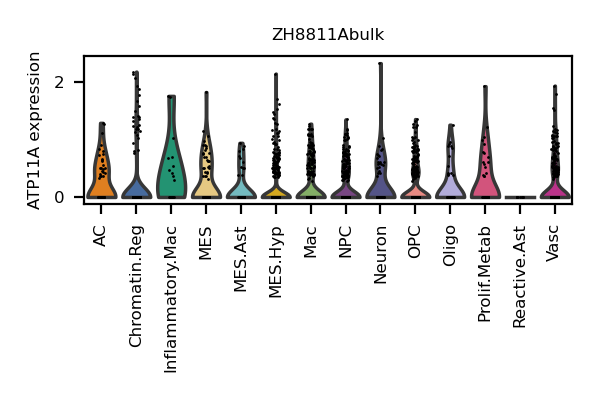 ZH8811Abulk
ATP11A expression
2
0
AC
Chromatin.Reg
Inflammatory.Mac
MES
MES.Ast
MES.Hyp
Mac
NPC
Neuron
OPC
Oligo
Prolif.Metab
Reactive.Ast
Vasc